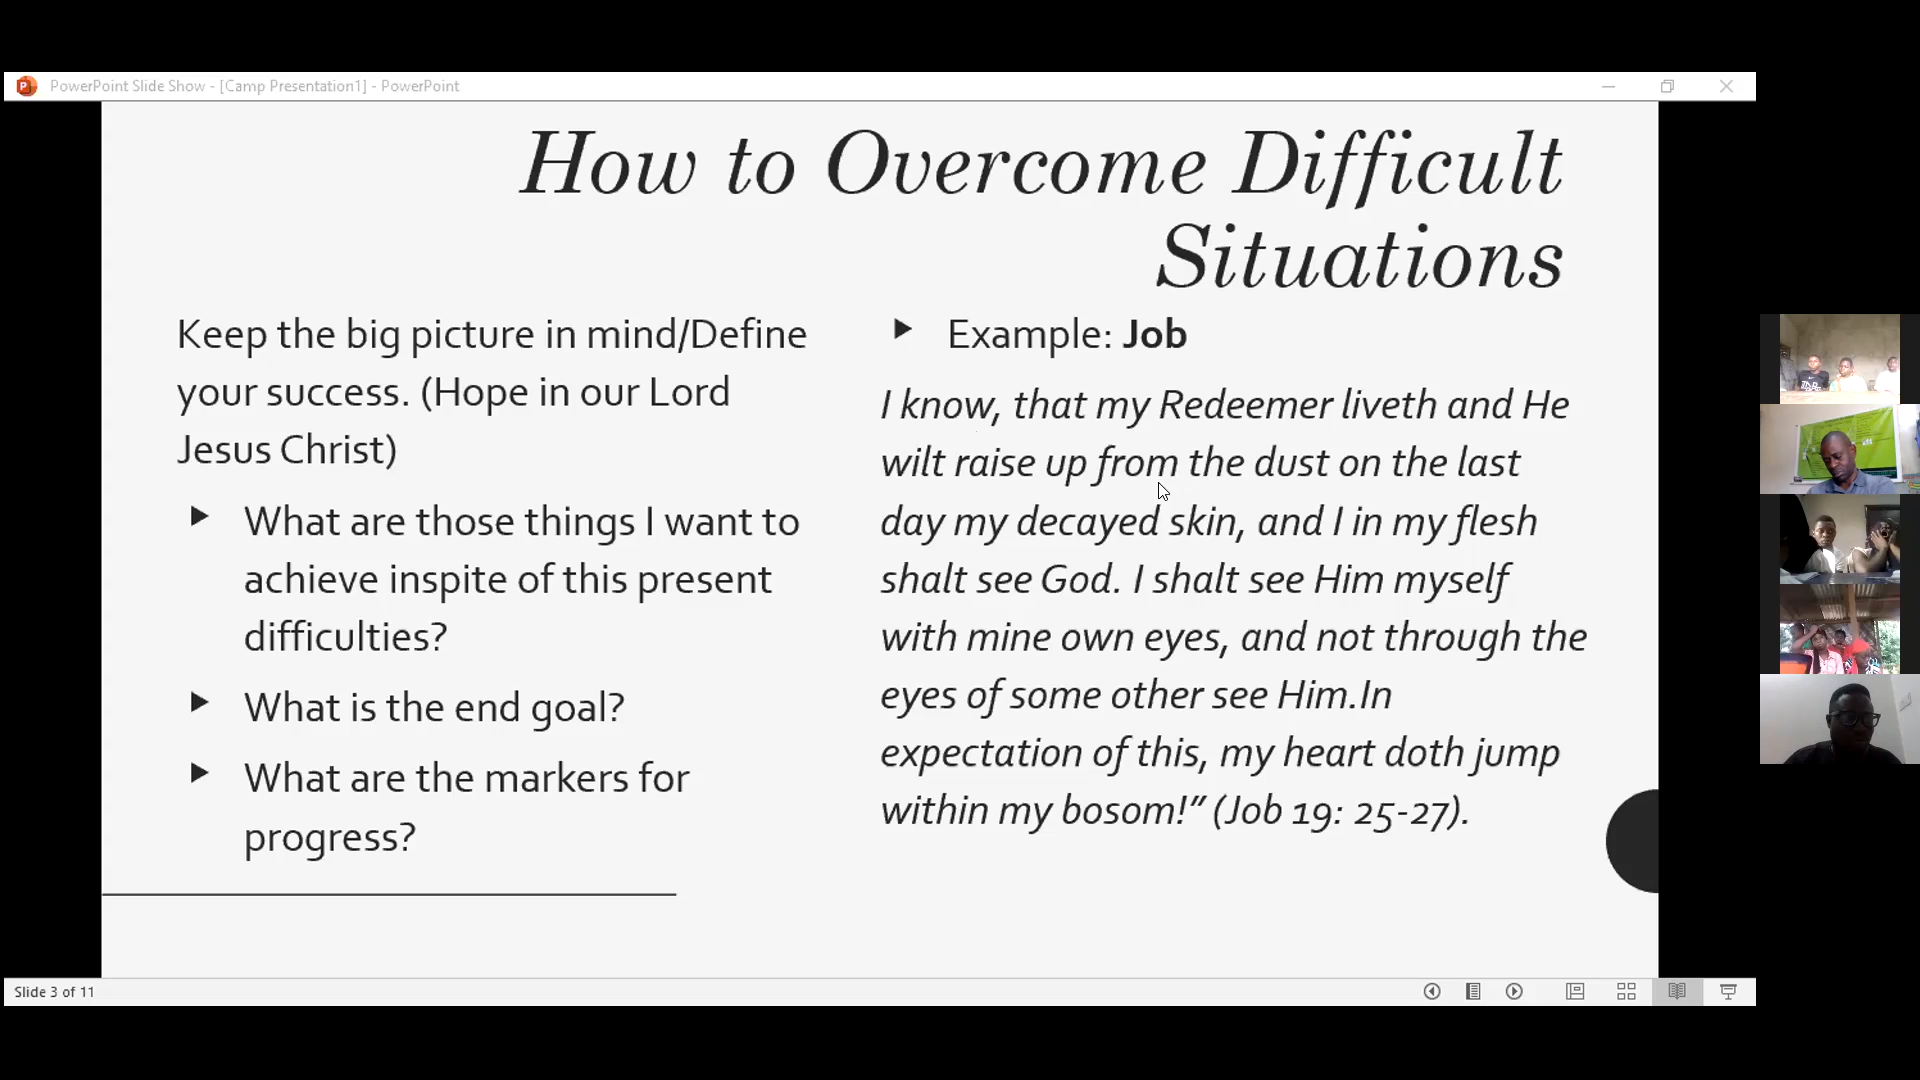 PowerPoint Slide Show - [Camp Presentation1] - PowerPoint
How to Overcome Difficult
Situations
Keep the big picture in mind/Define
your success. (Hope in our Lord
Jesus Christ)
What are those things I want to
achieve inspite of this present
difficulties?
What is the end goal?
What are the markers for
progress?
Example: Job
I know, that my Redeemer liveth and He
wilt raise up from the dust on the last
day my decayed skin, and I in my flesh
shalt see God. I shalt see Him myself
with mine own eyes, and not through the
eyes of some other see Him.In
expectation of this, my heart doth jump
within my bosom!” (Job 19: 25-27).
Slide 3 of 11